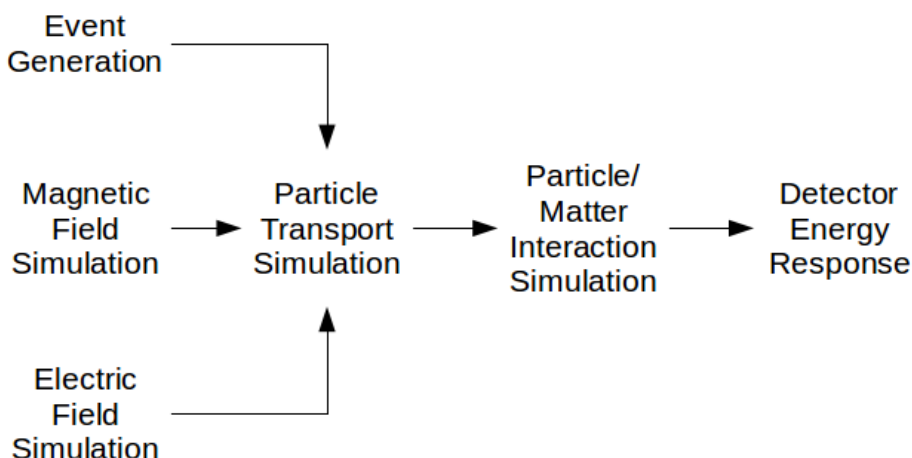 Event
Generation
Magnetic
Field
Simulation
Particle
Transport
Simulation
Particle/
Matter
Interaction
Simulation
Detector
Energy
Response
Electric
Field
Simulation